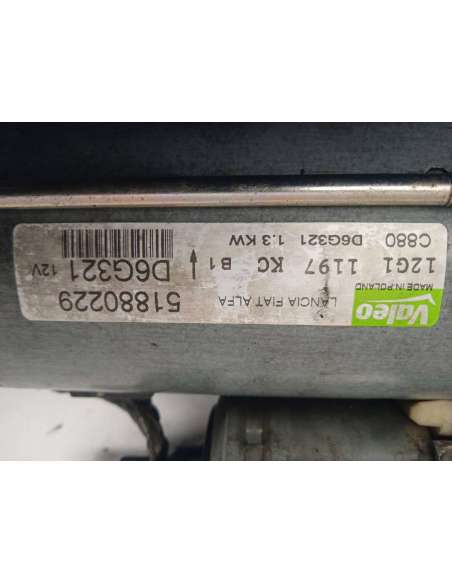 Valeo
MADE IN POLAND
LANCIA FIAT ALFA
51880229
12G1 1197 KC B1
D6G321 12V
C880 D6G321 1.3 KW